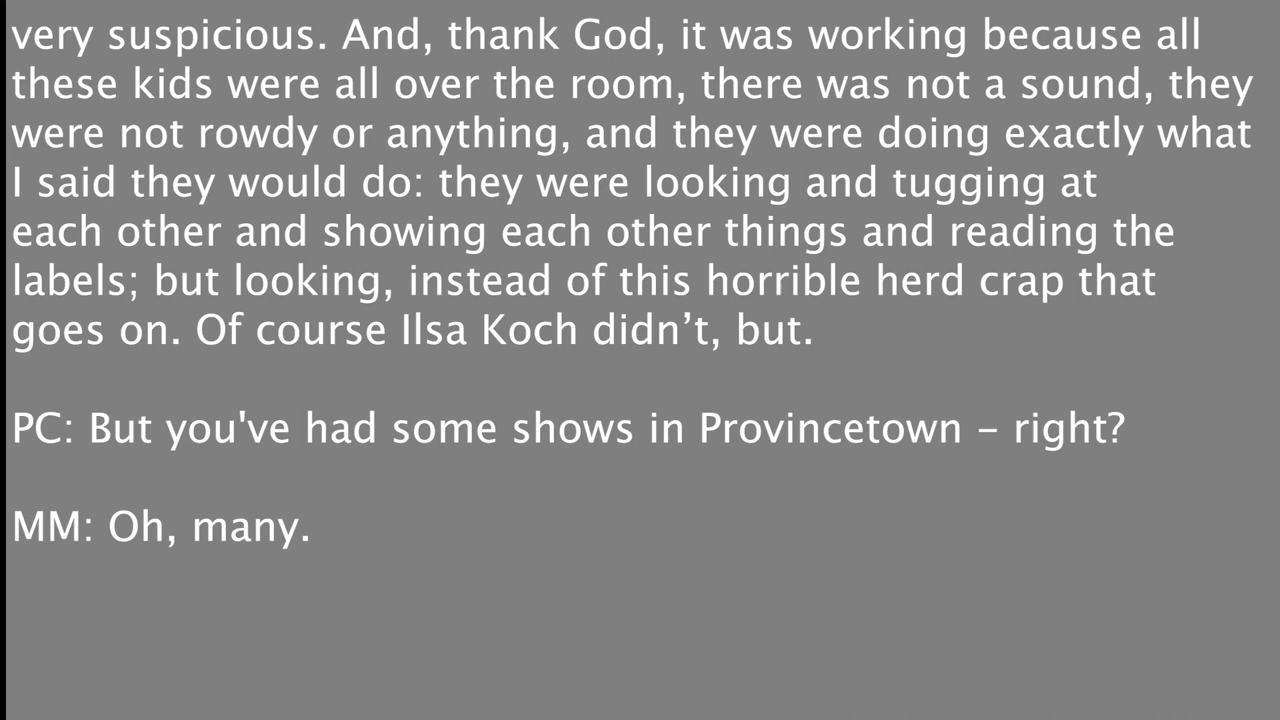 very suspicious. And, thank God, it was working because all
these kids were all over the room, there was not a sound, they
were not rowdy or anything, and they were doing exactly what
I said they would do: they were looking and tugging at
each other and showing each other things and reading the
labels; but looking, instead of this horrible herd crap that
goes on. Of course Ilsa Koch didn’t, but.
PC: But you've had some shows in Provincetown – right?
MM: Oh, many.